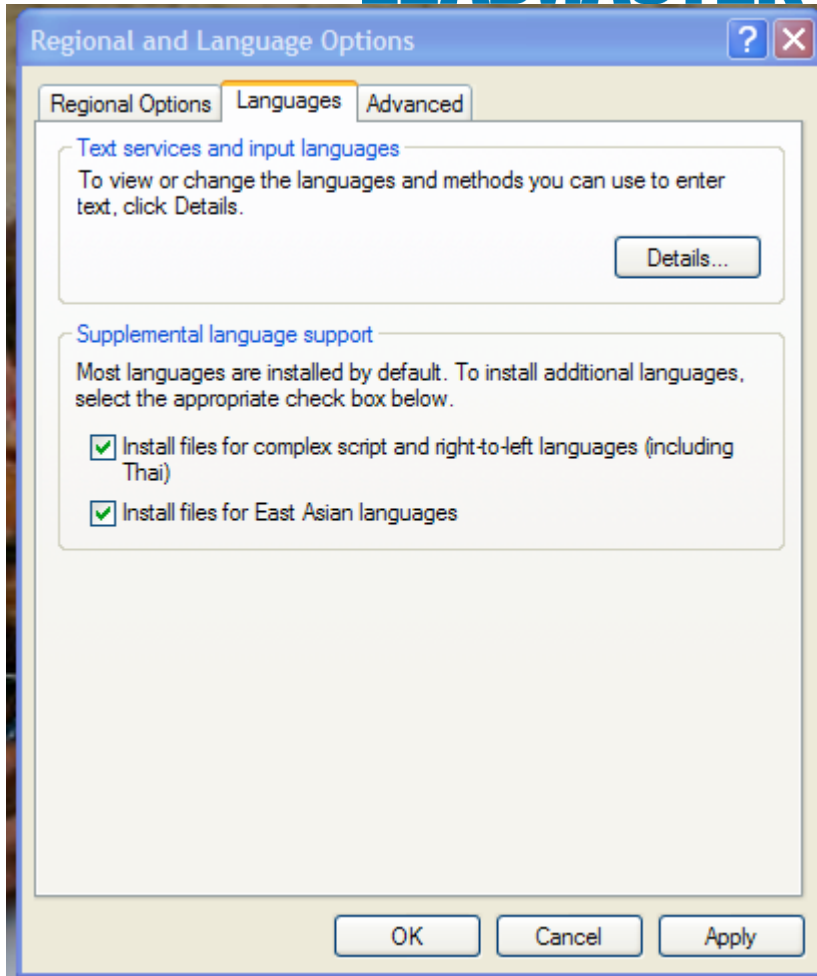 Regional and Language Options
Regional Options Languages Advanced
Text services and input languages
To view or change the languages and methods you can use to enter
text, click Details.
Details...
Supplemental language support
Most languages are installed by default. To install additional languages,
select the appropriate check box below.
Install files for complex script and right-to-left languages (including
Thai)
Install files for East Asian languages
OK Cancel Apply